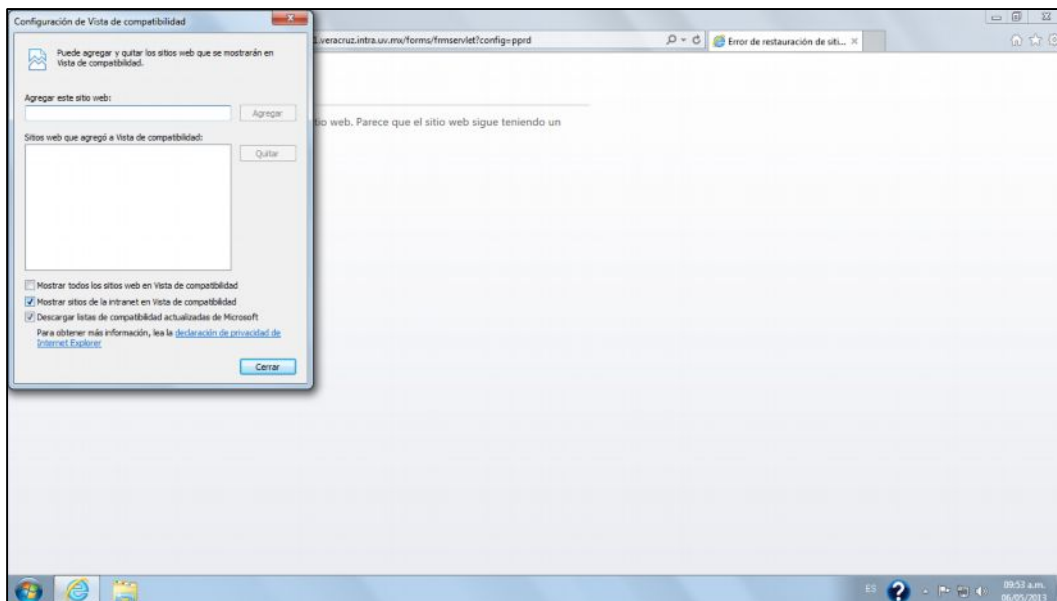 Configuración de Vista de compatibilidad
1.veracruz.intra.uv.mx/forms/frmservlet?config=pprd
Error de restauración de siti...
Puede agregar y quitar los sitios web que se mostrarán en
Vista de compatibilidad.
Agregar este sitio web:
Agregar
tio web. Parece que el sitio web sigue teniendo un
Sitios web que agregó a Vista de compatibilidad:
Quitar
Mostrar todos los sitios web en Vista de compatibilidad
Mostrar sitios de la intranet en Vista de compatibilidad
Descargar listas de compatibilidad actualizadas de Microsoft
Para obtener más información, lea la declaración de privacidad de
Internet Explorer
Cerrar
ES
09:53 a.m.
06/05/2013